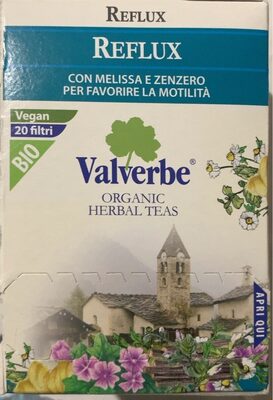 REFLUX
REFLUX
CON MELISSA E ZENZERO
PER FAVORIRE LA MOTILITÀ
Vegan
20 filtri
BIO
Valverbe®
ORGANIC
HERBAL TEAS
APRI QUI